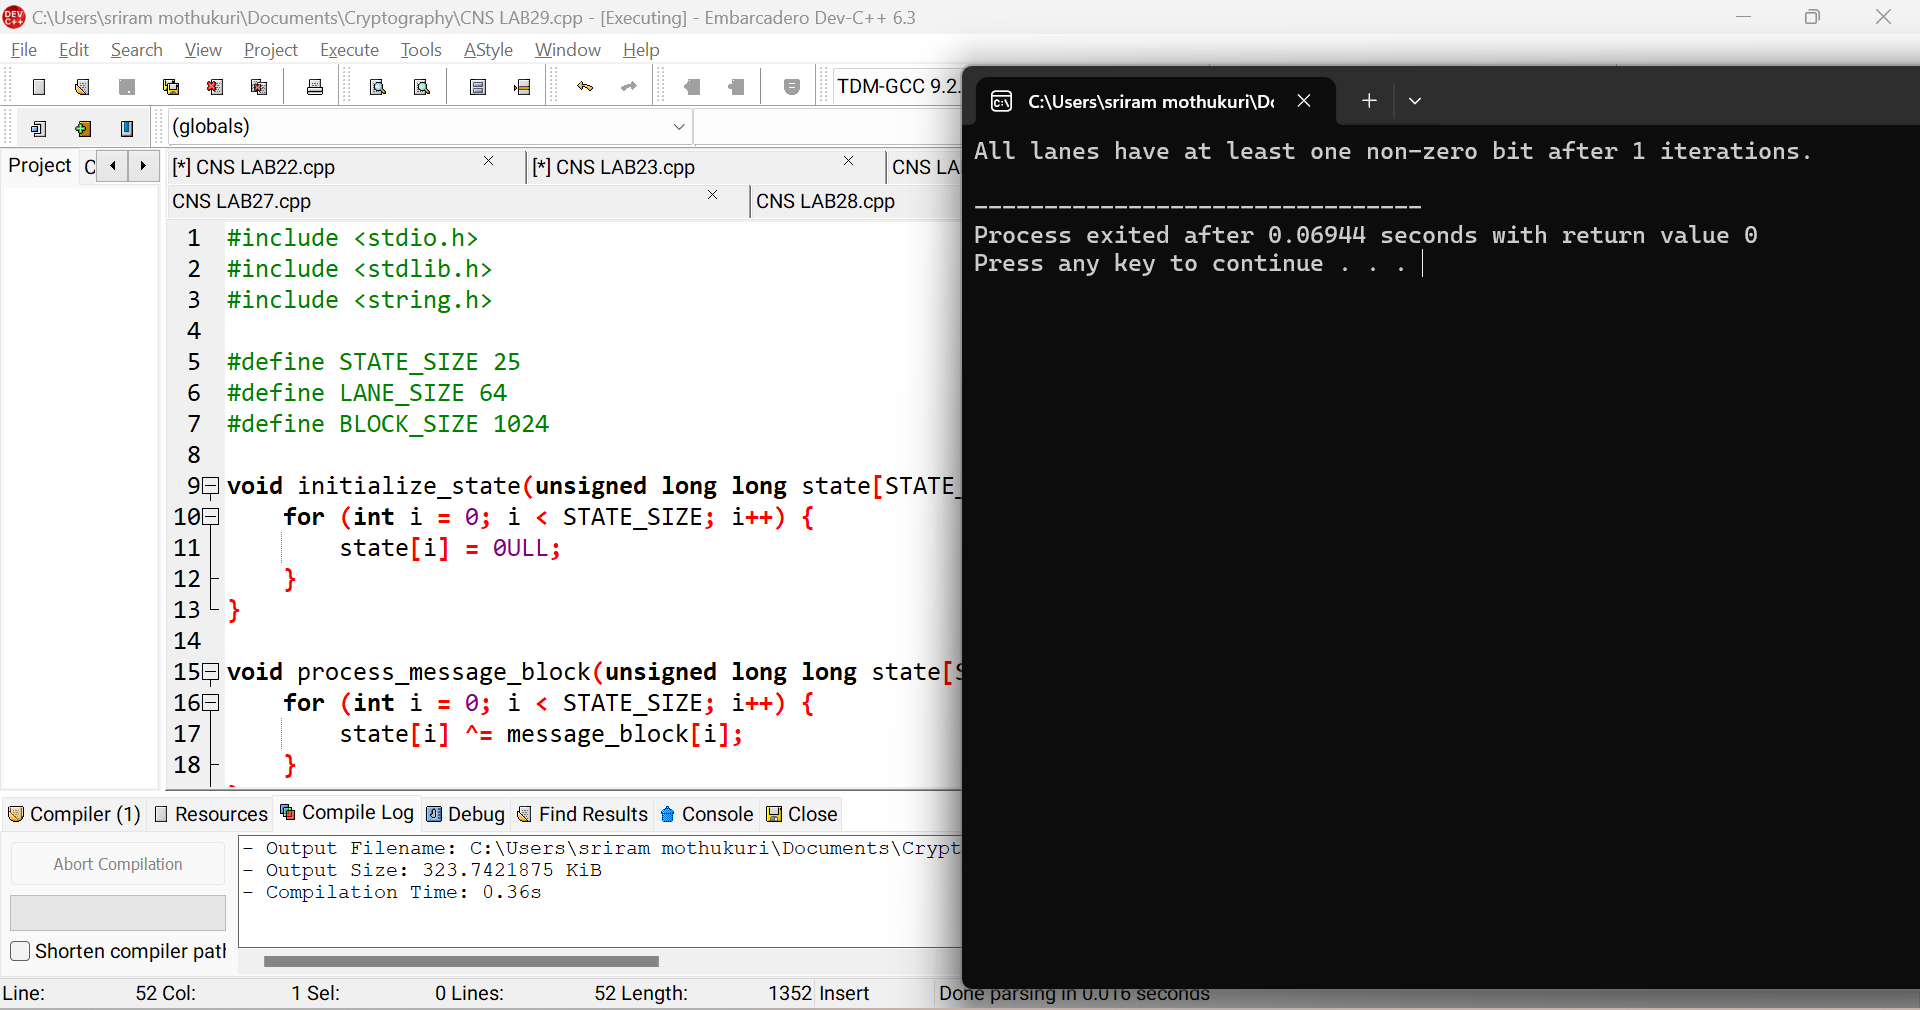 C:\Users\sriram mothukuri\Documents\Cryptography\CNS LAB29.cpp - [Executing] - Embarcadero Dev-C++ 6.3
File Edit Search View Project Execute Tools AStyle Window Help
TDM-GCC 9.2.
(globals)
Project C
[*] CNS LAB22.cpp
[*] CNS LAB23.cpp
CNS LA
CNS LAB27.cpp
CNS LAB28.cpp
1 #include <stdio.h>
2 #include <stdlib.h>
3 #include <string.h>
4
5 #define STATE_SIZE 25
6 #define LANE_SIZE 64
7 #define BLOCK_SIZE 1024
8
9 void initialize_state(unsigned long long state[STATE_
10 for (int i = 0; i < STATE_SIZE; i++) {
11 state[i] = 0ULL;
12 }
13 }
14
15 void process_message_block(unsigned long long state[S
16 for (int i = 0; i < STATE_SIZE; i++) {
17 state[i] ^= message_block[i];
18 }
Compiler (1) Resources Compile Log Debug Find Results Console Close
Abort Compilation
Shorten compiler path
- Output Filename: C:\Users\sriram mothukuri\Documents\Crypt
- Output Size: 323.7421875 KiB
- Compilation Time: 0.36s
Line: 52 Col: 1 Sel: 0 Lines: 52 Length: 1352 Insert Done parsing in 0.016 seconds
DEV C++
C:\Users\sriram mothukuri\Do
All lanes have at least one non-zero bit after 1 iterations.
--------------------------------
Process exited after 0.06944 seconds with return value 0
Press any key to continue . . .